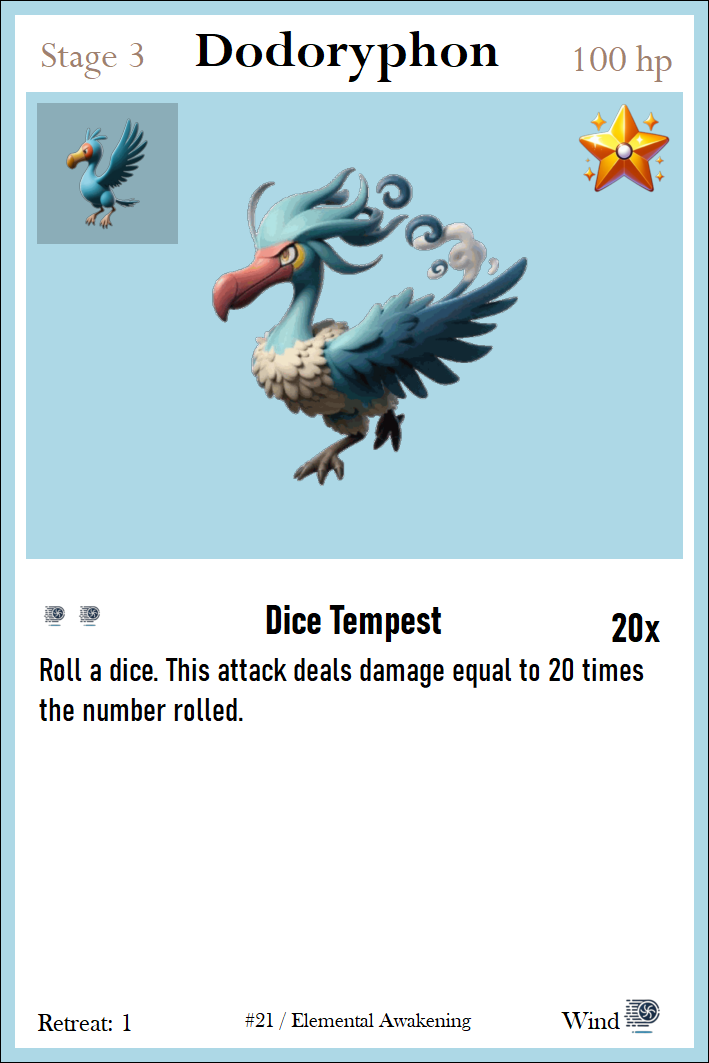 Stage 3
Dodoryphon
100 hp
Dice Tempest
20x
Roll a dice. This attack deals damage equal to 20 times
the number rolled.
Retreat: 1
#21 / Elemental Awakening
Wind